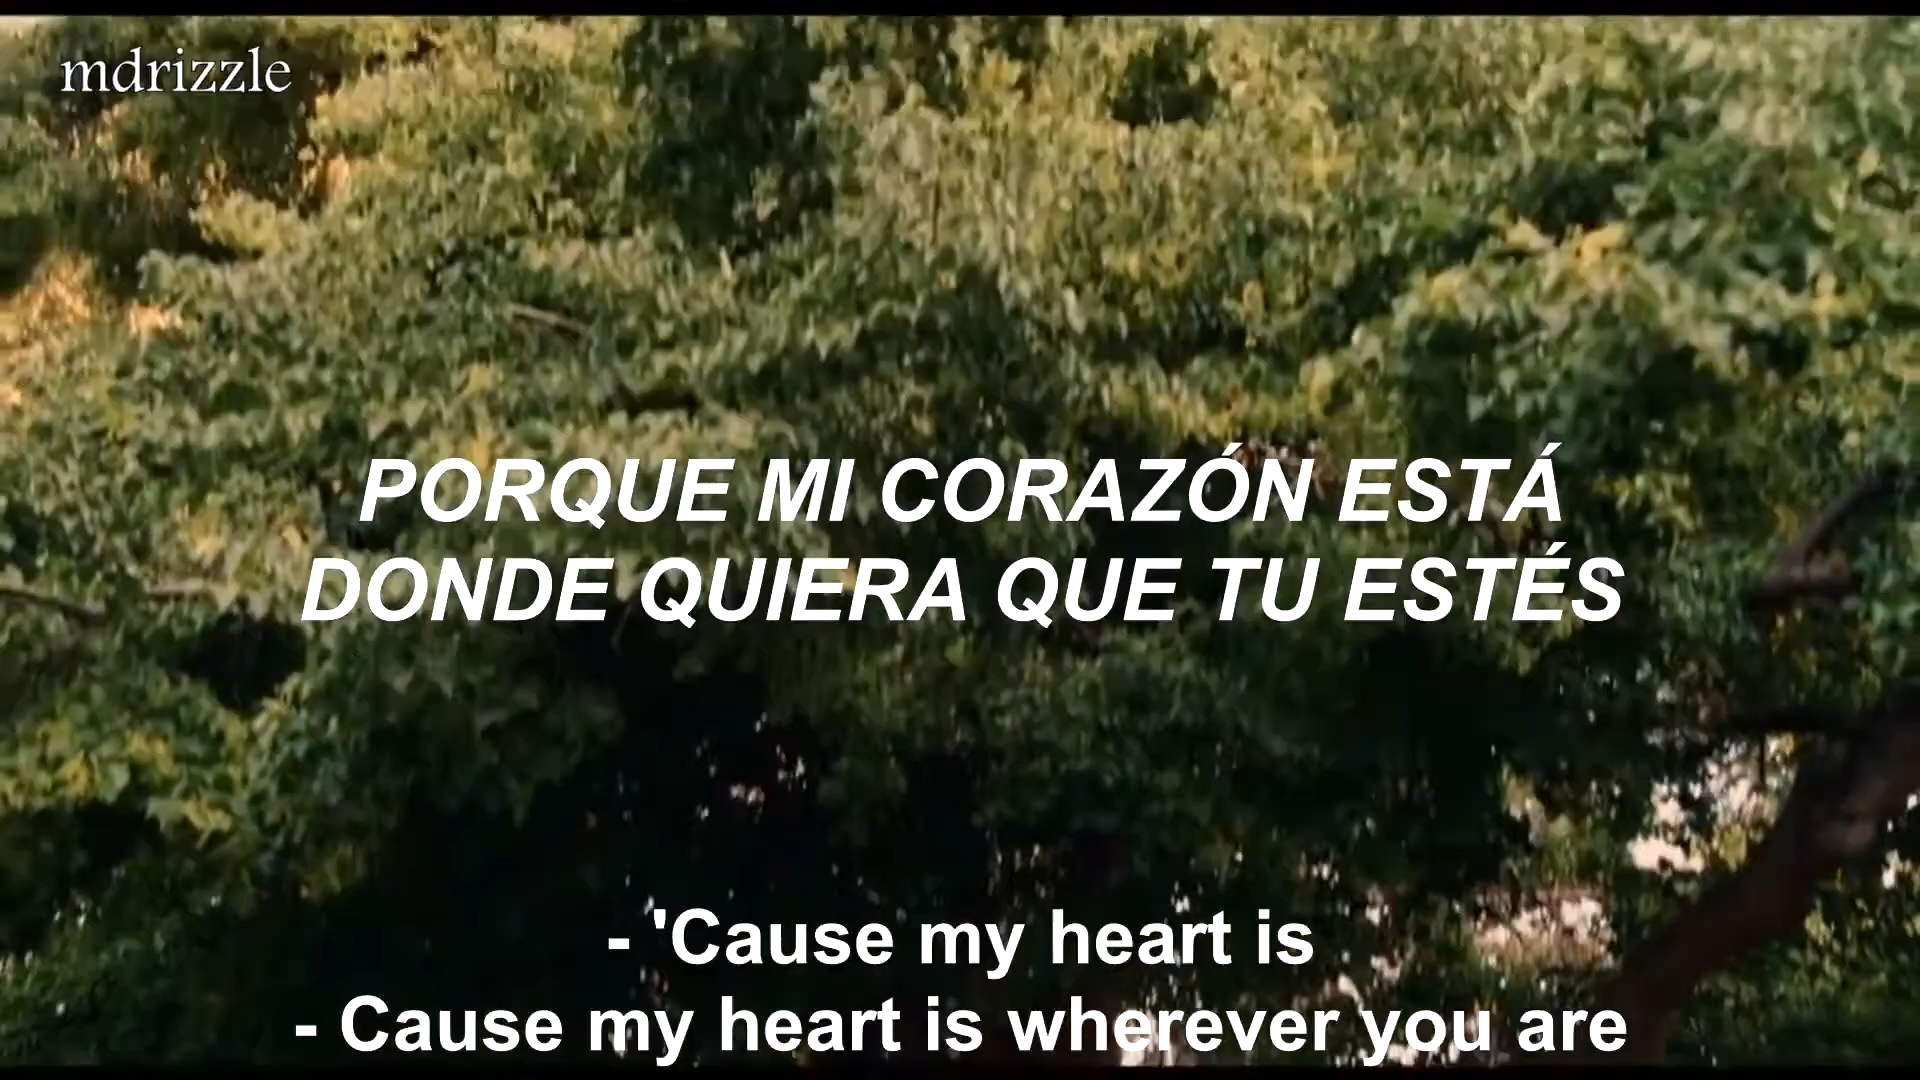 mdrizzle
PORQUE MI CORAZÓN ESTÁ
DONDE QUIERA QUE TU ESTÉS
- 'Cause my heart is
- Cause my heart is wherever you are